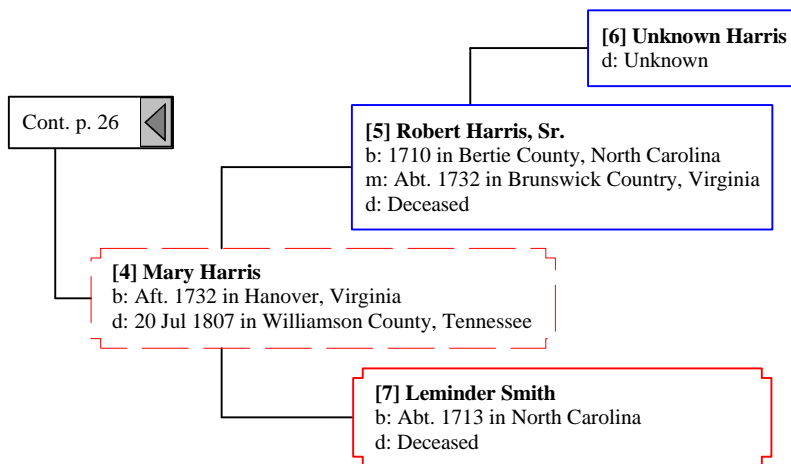 [6] Unknown Harris
d: Unknown
Cont. p. 26
[5] Robert Harris, Sr.
b: 1710 in Bertie County, North Carolina
m: Abt. 1732 in Brunswick Country, Virginia
d: Deceased
[4] Mary Harris
b: Aft. 1732 in Hanover, Virginia
d: 20 Jul 1807 in Williamson County, Tennessee
[7] Leminder Smith
b: Abt. 1713 in North Carolina
d: Deceased